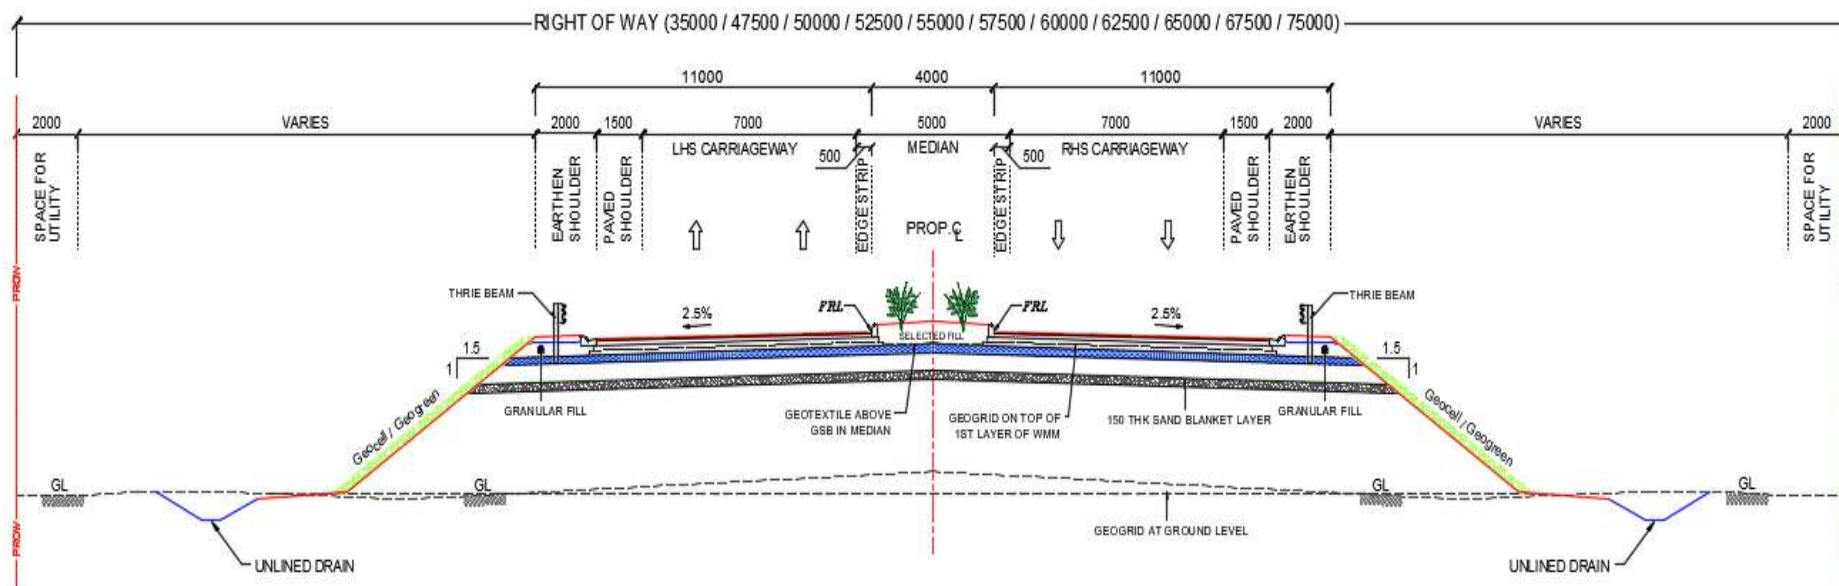 RIGHT OF WAY (35000 / 47500 / 50000 / 52500 / 55000 / 57500 / 60000 / 62500 / 65000 / 67500 / 75000)
11000 4000 11000
2000 VARIES 2000 1500 7000 5000 7000 1500 2000 VARIES 2000
LHS CARRIAGEWAY MEDIAN RHS CARRIAGEWAY
500 500
SPACE FOR
UTILITY
EARTHEN
SHOULDER
PAVED
SHOULDER
EDGE STRIP
EDGE STRIP
PAVED
SHOULDER
EARTHEN
SHOULDER
SPACE FOR
UTILITY
PROP. CL
PROW
THRIE BEAM
2.5%
FRL
FRL
2.5%
THRIE BEAM
SELECTED FILL
1.5
1
1.5
1
Geocell / Geogreen
GRANULAR FILL
GEOTEXTILE ABOVE
GSB IN MEDIAN
GEOGRID ON TOP OF
1ST LAYER OF WMM
150 THK SAND BLANKET LAYER
GRANULAR FILL
Geocell / Geogreen
GL GL GL GL
GEOGRID AT GROUND LEVEL
PROW
UNLINED DRAIN
UNLINED DRAIN